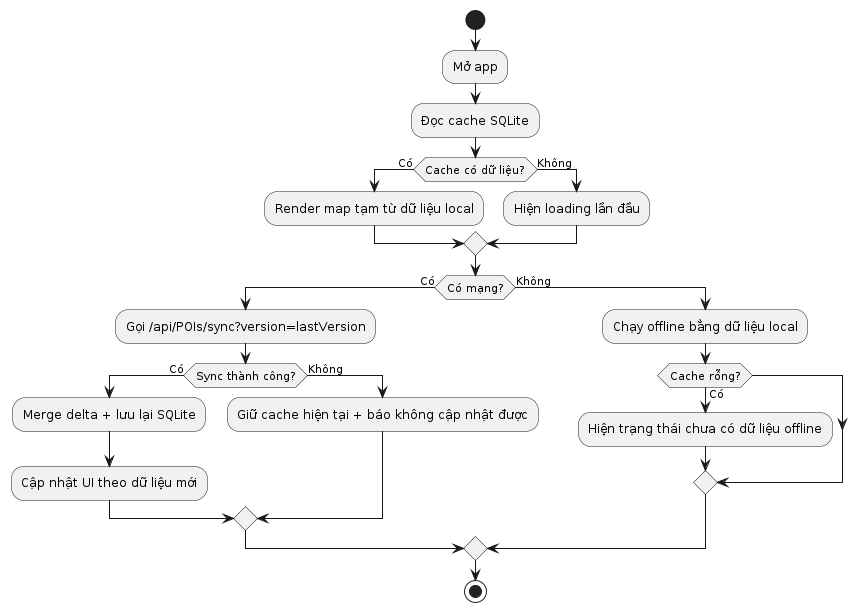 Mở app
Đọc cache SQLite
Có
Cache có dữ liệu?
Không
Render map tạm từ dữ liệu local
Hiện loading lần đầu
Có
Có mạng?
Không
Gọi /api/POIs/sync?version=lastVersion
Chạy offline bằng dữ liệu local
Có
Sync thành công?
Không
Cache rỗng?
Có
Merge delta + lưu lại SQLite
Giữ cache hiện tại + báo không cập nhật được
Hiện trạng thái chưa có dữ liệu offline
Cập nhật UI theo dữ liệu mới